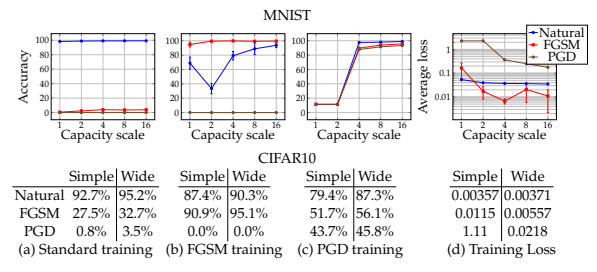 MNIST
Natural
FGSM
PGD
Accuracy
100
80
60
40
20
0
1 2 4 8 16
Capacity scale
100
80
60
40
20
0
1 2 4 8 16
Capacity scale
100
80
60
40
20
0
1 2 4 8 16
Capacity scale
Average loss
1
0.1
0.01
1 2 4 8 16
Capacity scale
CIFAR10
Simple Wide
Natural 92.7% 95.2%
FGSM 27.5% 32.7%
PGD 0.8% 3.5%
(a) Standard training
Simple Wide
87.4% 90.3%
90.9% 95.1%
0.0% 0.0%
(b) FGSM training
Simple Wide
79.4% 87.3%
51.7% 56.1%
43.7% 45.8%
(c) PGD training
Simple Wide
0.00357 0.00371
0.0115 0.00557
1.11 0.0218
(d) Training Loss